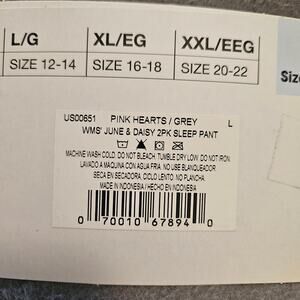 L/G XL/EG XXL/EEG
SIZE 12-14 SIZE 16-18 SIZE 20-22
Size
US00651 PINK HEARTS / GREY L
WMS' JUNE & DAISY 2PK SLEEP PANT
MACHINE WASH COLD. DO NOT BLEACH. TUMBLE DRY LOW. DO NOT IRON.
LAVADO A MAQUINA CON AGUA FRIA. NO USE BLANQUEADOR
SECA EN SECADORA, CICLO LENTO. NO PLANCHA.
MADE IN INDONESIA / HECHO EN INDONESIA
0 70010 67894 0